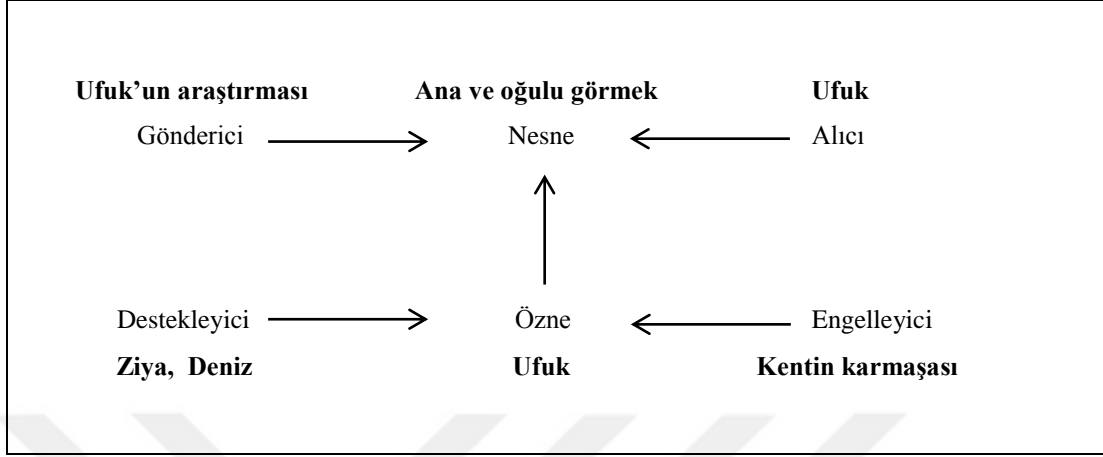 Ufuk’un araştırması Ana ve oğulu görmek Ufuk
Gönderici Nesne Alıcı
Destekleyici Özne Engelleyici
Ziya, Deniz Ufuk Kentin karmaşası